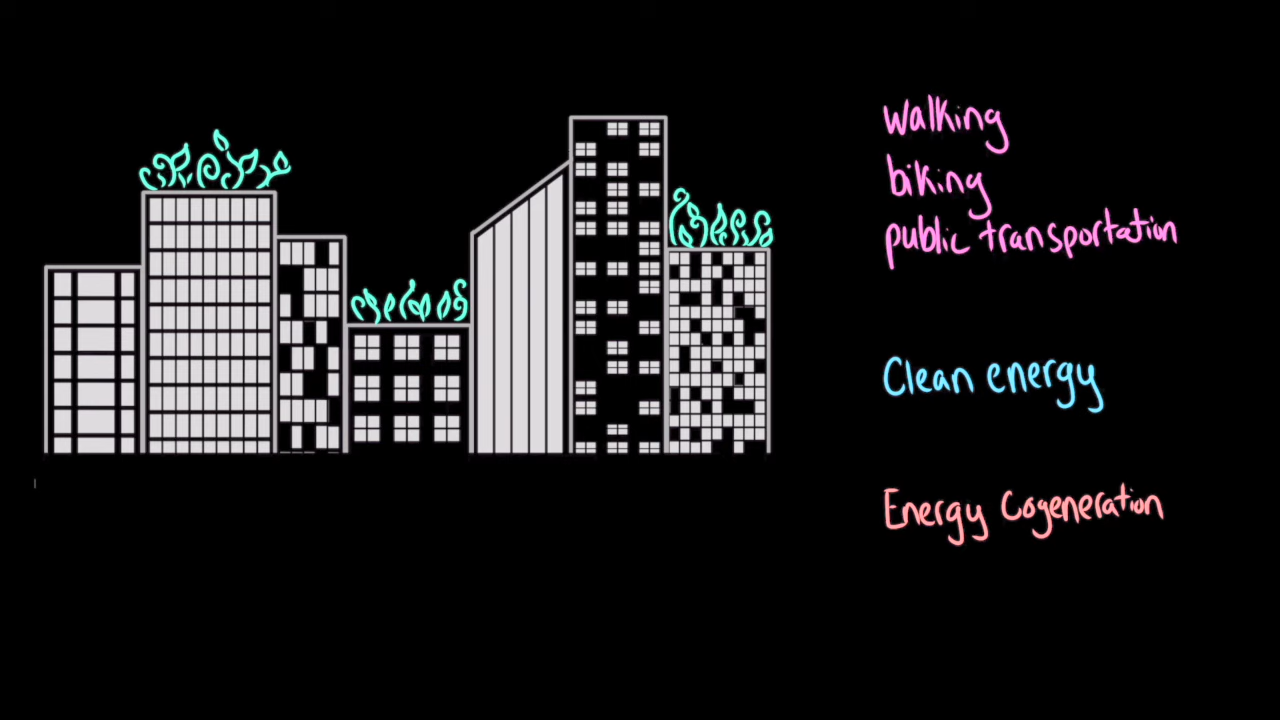 Walking
biking
public transportation
Clean energy
Energy Cogeneration